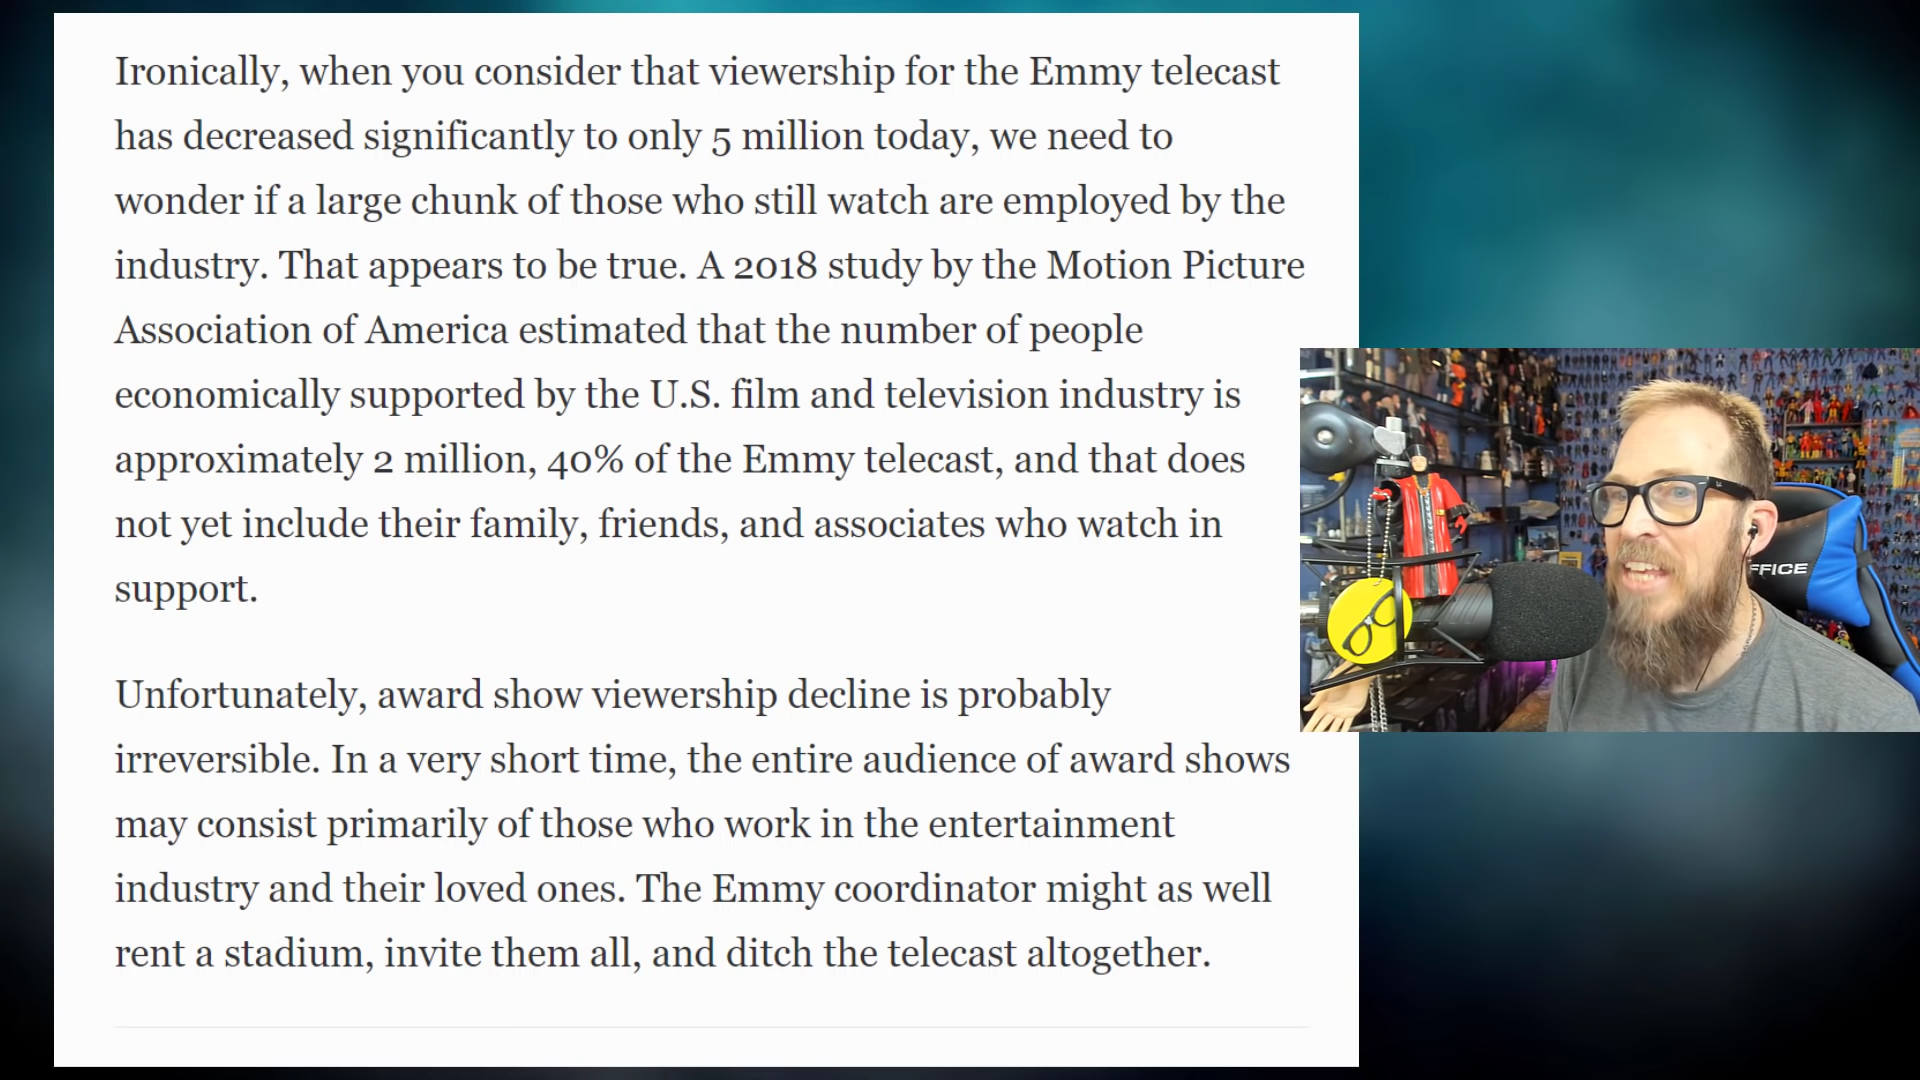 Ironically, when you consider that viewership for the Emmy telecast
has decreased significantly to only 5 million today, we need to
wonder if a large chunk of those who still watch are employed by the
industry. That appears to be true. A 2018 study by the Motion Picture
Association of America estimated that the number of people
economically supported by the U.S. film and television industry is
approximately 2 million, 40% of the Emmy telecast, and that does
not yet include their family, friends, and associates who watch in
support.
Unfortunately, award show viewership decline is probably
irreversible. In a very short time, the entire audience of award shows
may consist primarily of those who work in the entertainment
industry and their loved ones. The Emmy coordinator might as well
rent a stadium, invite them all, and ditch the telecast altogether.
FFICE